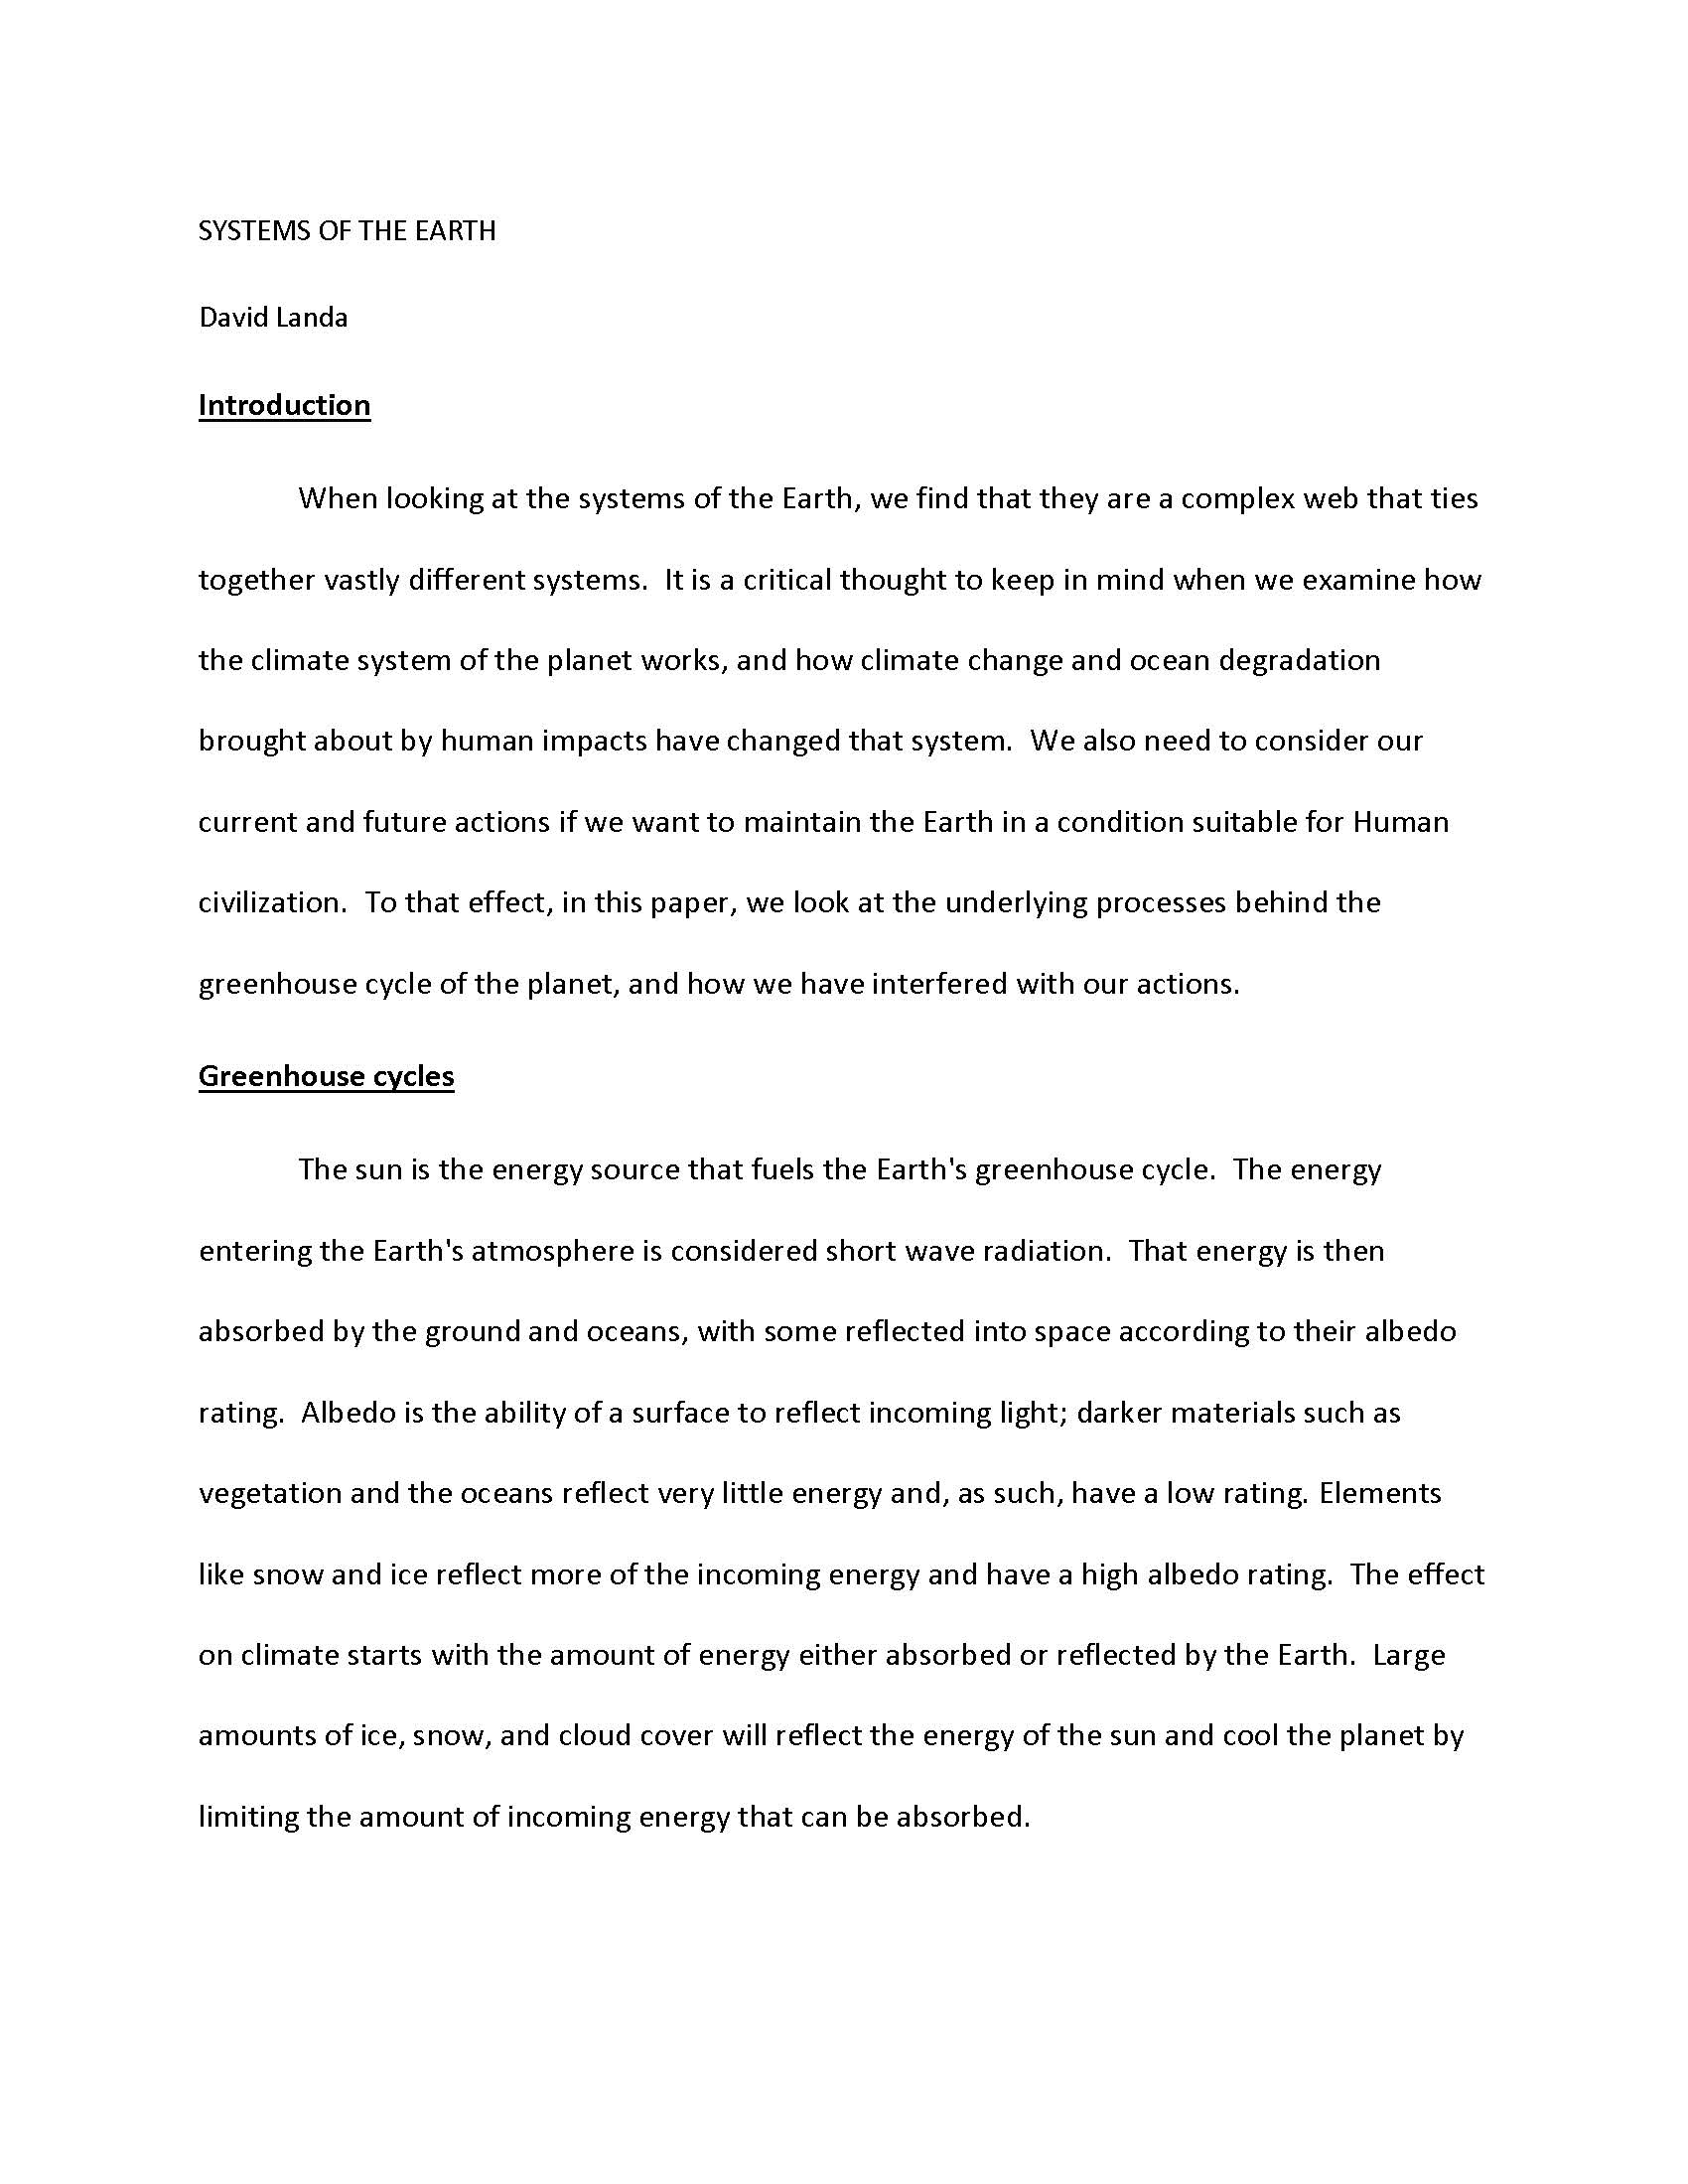 SYSTEMS OF THE EARTH
David Landa
Introduction
When looking at the systems of the Earth, we find that they are a complex web that ties
together vastly different systems.  It is a critical thought to keep in mind when we examine how
the climate system of the planet works, and how climate change and ocean degradation
brought about by human impacts have changed that system.  We also need to consider our
current and future actions if we want to maintain the Earth in a condition suitable for Human
civilization.  To that effect, in this paper, we look at the underlying processes behind the
greenhouse cycle of the planet, and how we have interfered with our actions.
Greenhouse cycles
The sun is the energy source that fuels the Earth's greenhouse cycle.  The energy
entering the Earth's atmosphere is considered short wave radiation.  That energy is then
absorbed by the ground and oceans, with some reflected into space according to their albedo
rating.  Albedo is the ability of a surface to reflect incoming light; darker materials such as
vegetation and the oceans reflect very little energy and, as such, have a low rating. Elements
like snow and ice reflect more of the incoming energy and have a high albedo rating.  The effect
on climate starts with the amount of energy either absorbed or reflected by the Earth.  Large
amounts of ice, snow, and cloud cover will reflect the energy of the sun and cool the planet by
limiting the amount of incoming energy that can be absorbed.